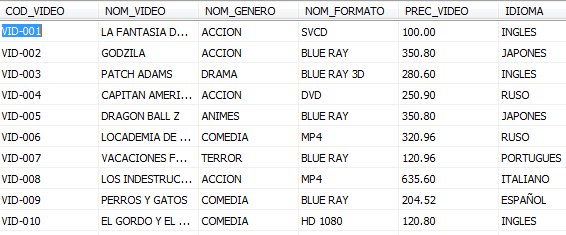 COD_VIDEO NOM_VIDEO NOM_GENERO NOM_FORMATO PREC_VIDEO IDIOMA
VID-001 LA FANTASIA D... ACCION SVCD 100.00 INGLES
VID-002 GODZILA ACCION BLUE RAY 350.80 JAPONES
VID-003 PATCH ADAMS DRAMA BLUE RAY 3D 280.60 INGLES
VID-004 CAPITAN AMERI... ACCION DVD 250.90 RUSO
VID-005 DRAGON BALL Z ANIMES BLUE RAY 350.80 JAPONES
VID-006 LOCADEMIA DE ... COMEDIA MP4 320.96 RUSO
VID-007 VACACIONES F... TERROR BLUE RAY 120.96 PORTUGUES
VID-008 LOS INDESTRUC... ACCION MP4 635.60 ITALIANO
VID-009 PERROS Y GATOS COMEDIA BLUE RAY 204.52 ESPAÑOL
VID-010 EL GORDO Y EL ... COMEDIA HD 1080 120.80 INGLES